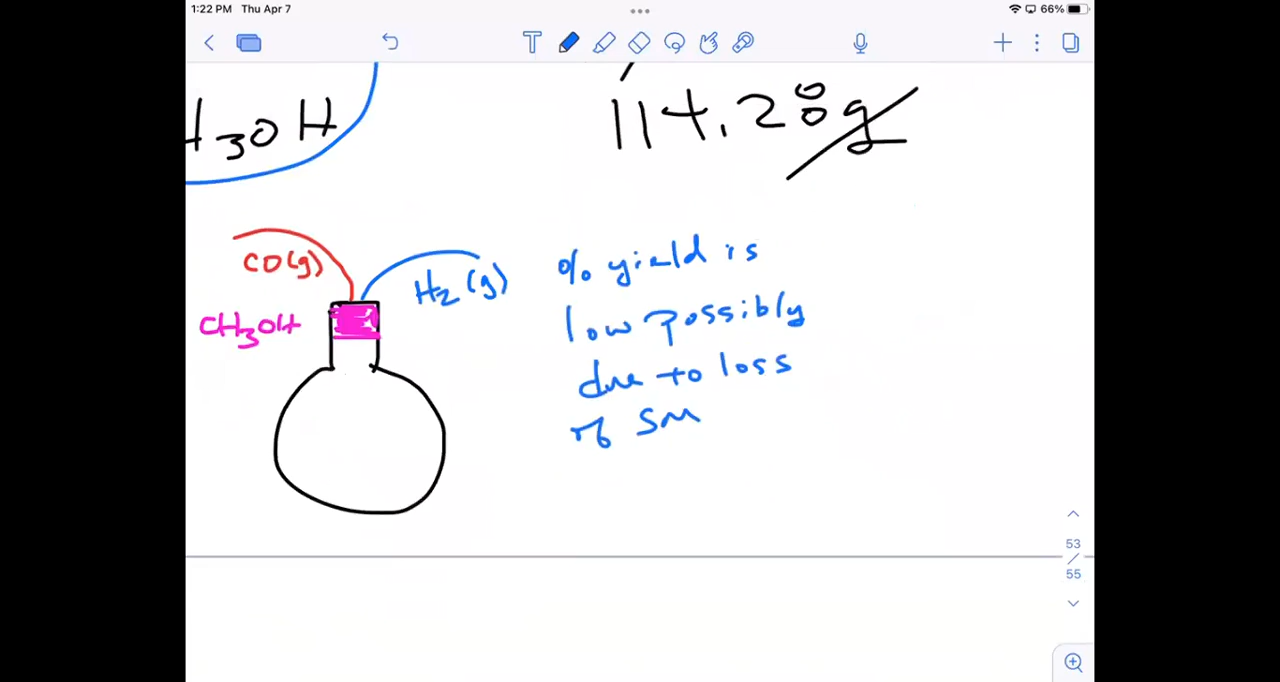 1:22 PM Thu Apr 7
66%
T
H3OH
114.28g
CO(g)
H2(g)
CH3OH
% yield is
low possibly
due to loss
of SM
53
55